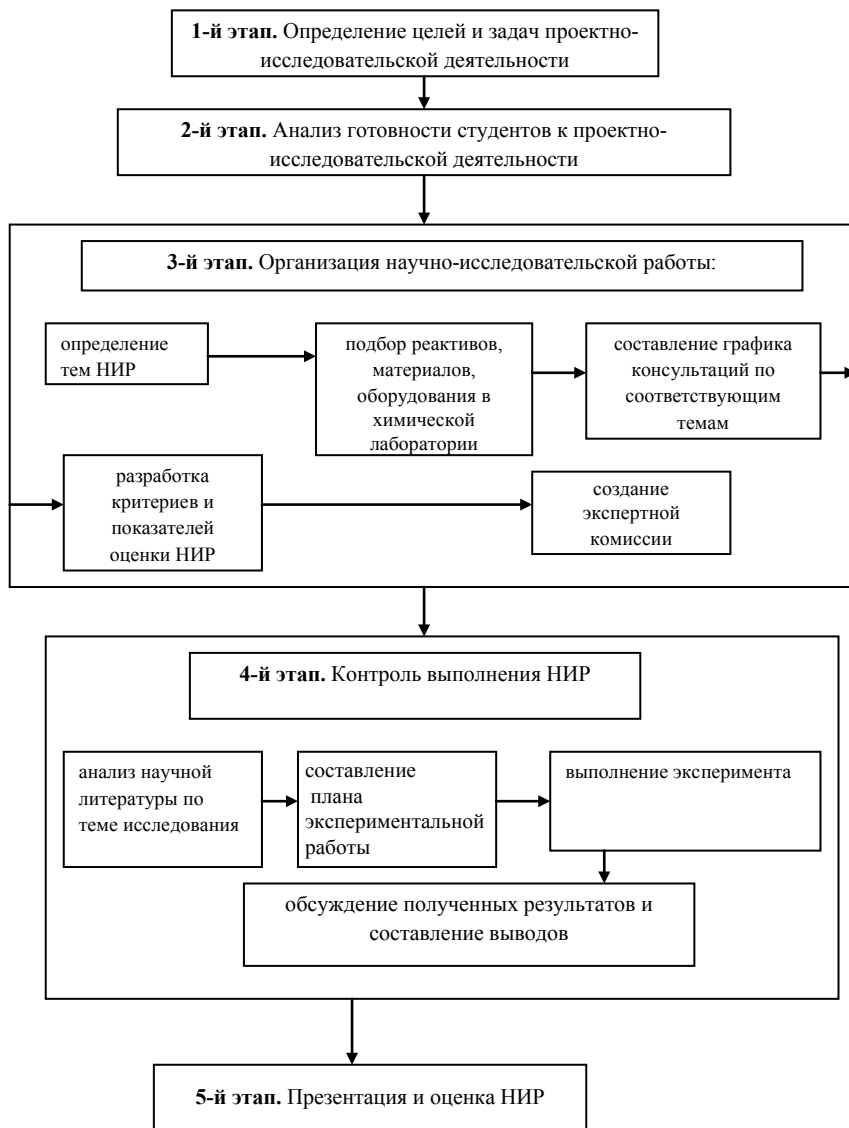 1-й этап. Определение целей и задач проектно-
исследовательской деятельности
2-й этап. Анализ готовности студентов к проектно-
исследовательской деятельности
3-й этап. Организация научно-исследовательской работы:
определение
тем НИР
подбор реактивов,
материалов,
оборудования в
химической
лаборатории
составление графика
консультаций по
соответствующим
темам
разработка
критериев и
показателей
оценки НИР
создание
экспертной
комиссии
4-й этап. Контроль выполнения НИР
анализ научной
литературы по
теме исследования
составление
плана
экспериментальной
работы
выполнение эксперимента
обсуждение полученных результатов и
составление выводов
5-й этап. Презентация и оценка НИР